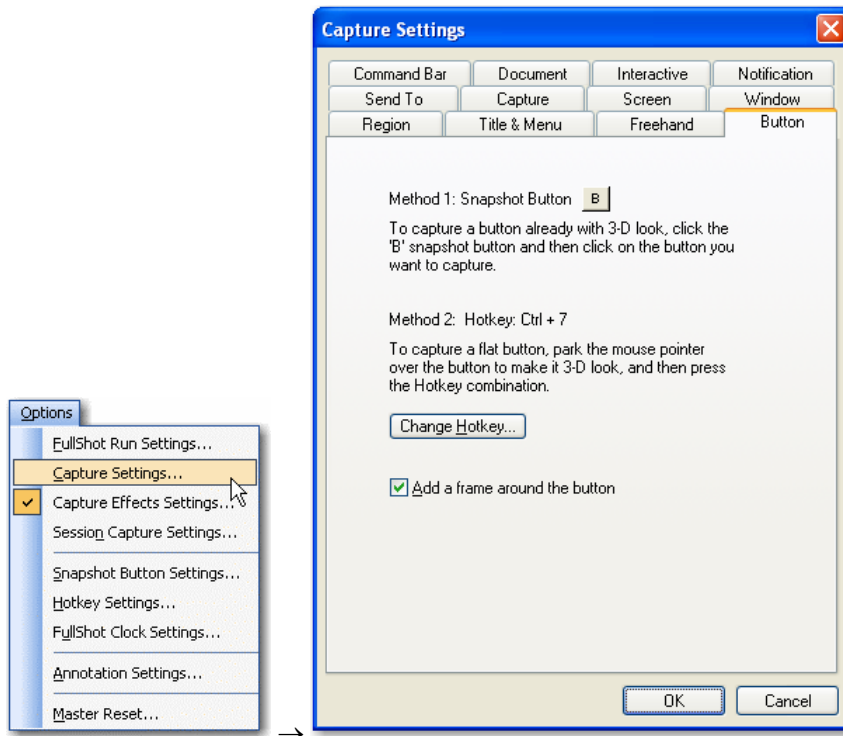 Options
FullShot Run Settings...
Capture Settings...
Capture Effects Settings...
Session Capture Settings...
Snapshot Button Settings...
Hotkey Settings...
FullShot Clock Settings...
Annotation Settings...
Master Reset...
→
Capture Settings
Command Bar Document Interactive Notification
Send To Capture Screen Window
Region Title & Menu Freehand Button
Method 1: Snapshot Button B
To capture a button already with 3-D look, click the
'B' snapshot button and then click on the button you
want to capture.
Method 2: Hotkey: Ctrl + 7
To capture a flat button, park the mouse pointer
over the button to make it 3-D look, and then press
the Hotkey combination.
Change Hotkey...
Add a frame around the button
OK Cancel